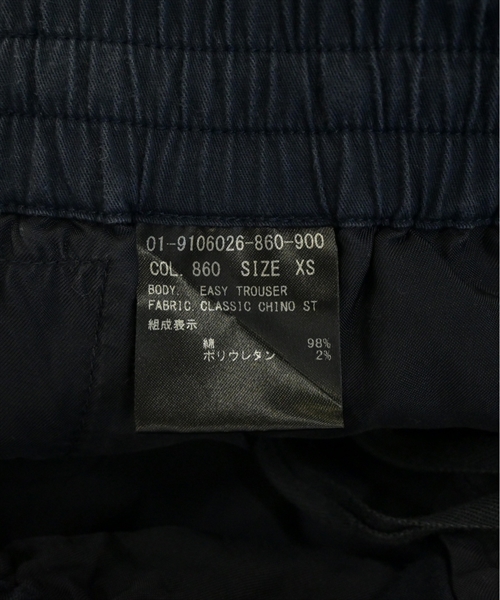 01-9106026-860-900
COL. 860 SIZE XS
BODY. EASY TROUSER
FABRIC. CLASSIC CHINO ST
組成表示
綿 98%
ポリウレタン 2%